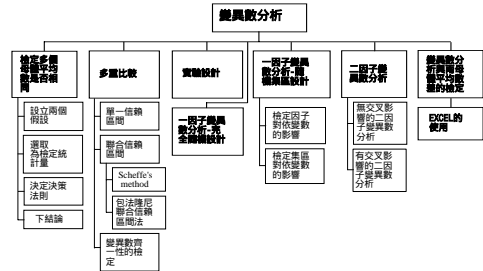 變異數分析
檢定多個
母體平均
數是否相
同
設立兩個
假設
選取
為檢定統
計量
決定決策
法則
下結論
多重比較
單一信賴
區間
聯合信賴
區間
Scheffe's
method
包法隆尼
聯合信賴
區間法
變異數齊
一性的檢
定
實驗設計
一因子變異
數分析-完
全隨機設計
一因子變異
數分析-隨
機集區設計
檢定因子
對依變數
的影響
檢定集區
對依變數
的影響
二因子變
異數分析
無交叉影
響的二因
子變異數
分析
有交叉影
響的二因
子變異數
分析
變異數分
析與兩母
體平均數
差的檢定
EXCEL的
使用